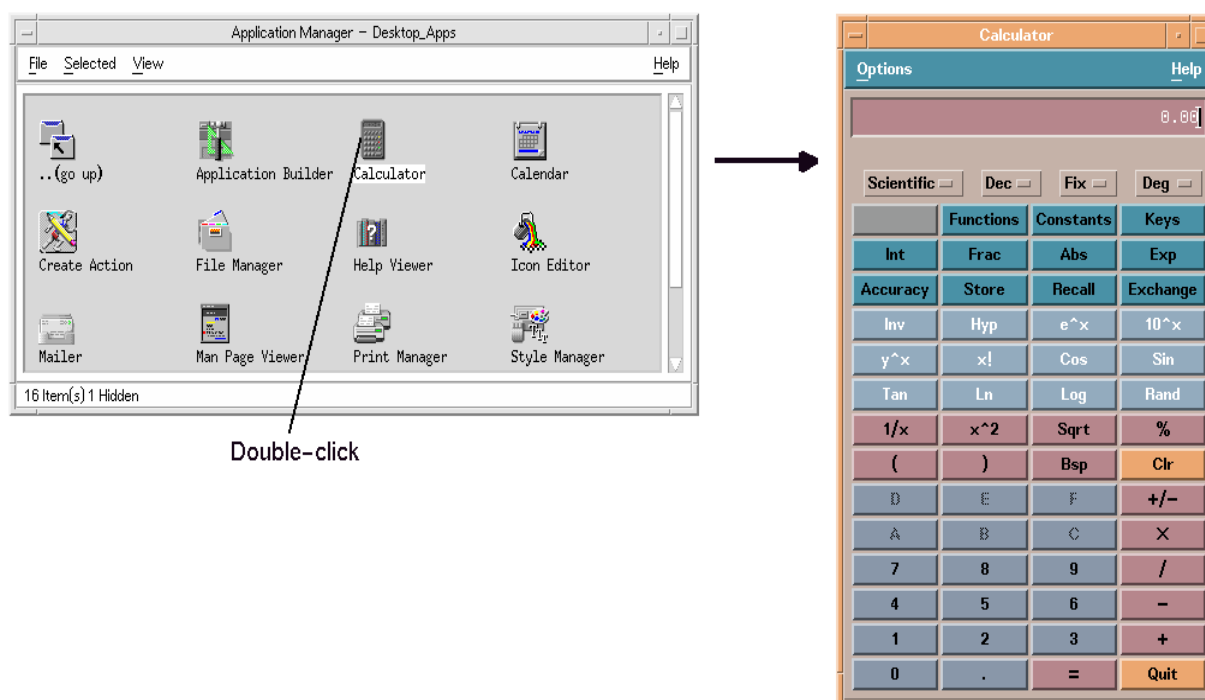 Application Manager - Desktop_Apps
File Selected View Help
..(go up) Application Builder Calculator Calendar
Create Action File Manager Help Viewer Icon Editor
Mailer Man Page Viewer Print Manager Style Manager
16 Item(s) 1 Hidden
Double-click
Calculator
Options Help
0.00
Scientific Dec Fix Deg
Functions Constants Keys
Int Frac Abs Exp
Accuracy Store Recall Exchange
Inv Hyp e^x 10^x
y^x x! Cos Sin
Tan Ln Log Rand
1/x x^2 Sqrt %
( ) Bsp Clr
D E F +/-
A B C X
7 8 9 /
4 5 6 -
1 2 3 +
0 . = Quit